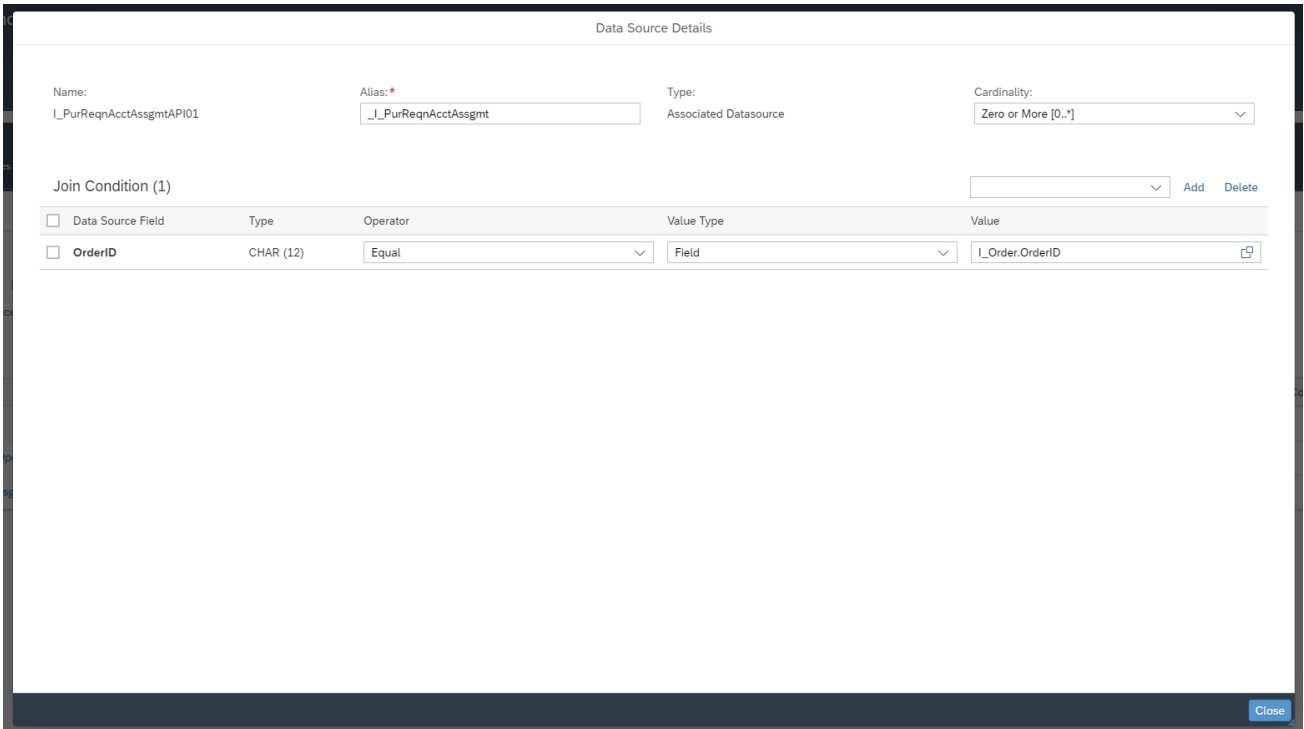 Data Source Details
Name:
Alias:*
Type:
Cardinality:
I_PurReqnAcctAssgmtAPI01
_I_PurReqnAcctAssgmt
Associated Datasource
Zero or More [0..*]
Join Condition (1)
Add
Delete
Data Source Field
Type
Operator
Value Type
Value
OrderID
CHAR (12)
Equal
Field
I_Order.OrderID
Close